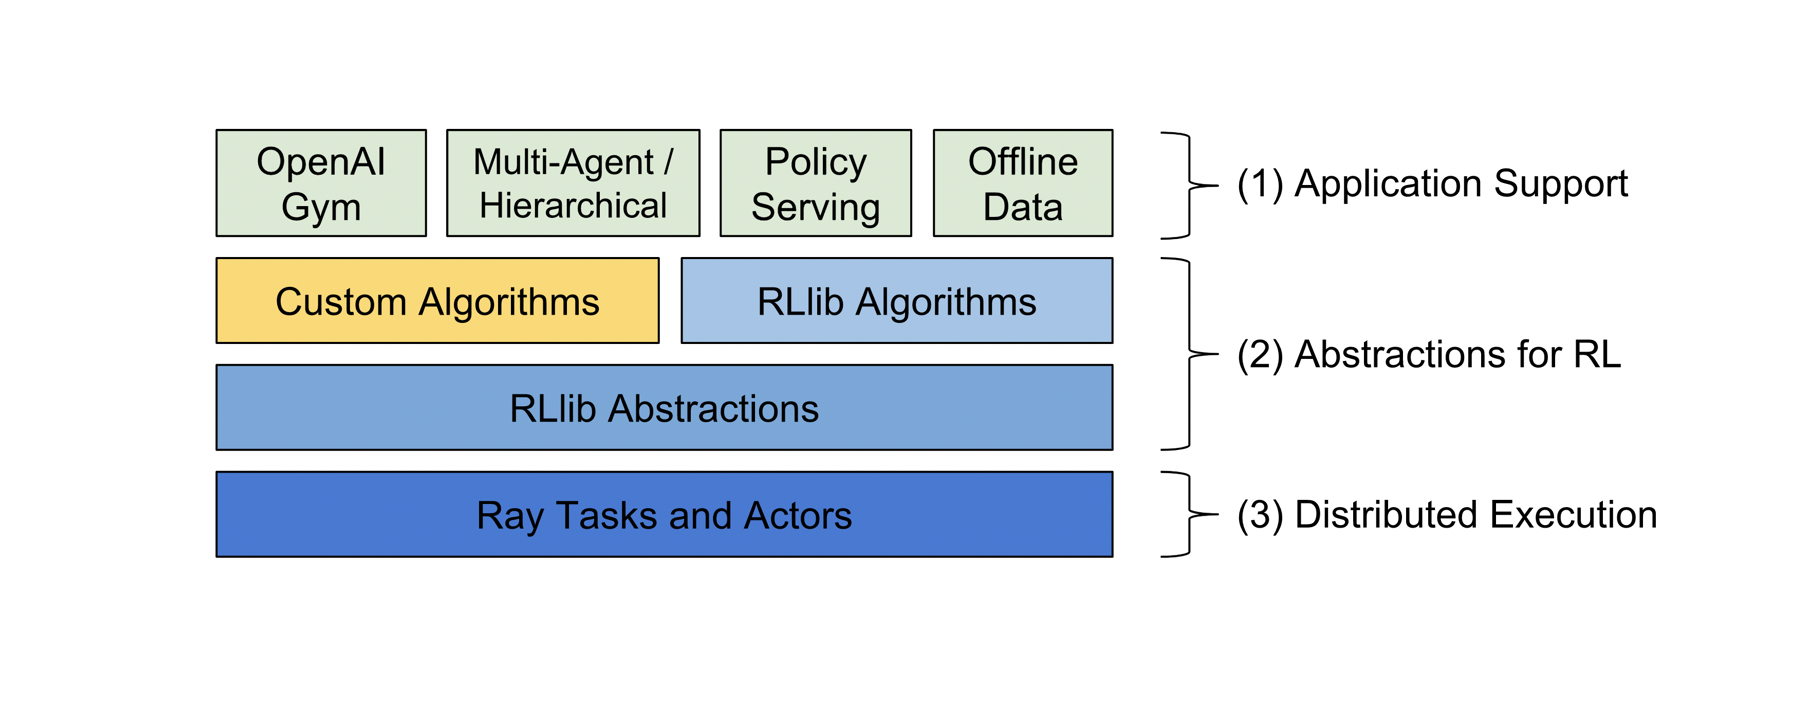 OpenAI
Gym
Multi-Agent /
Hierarchical
Policy
Serving
Offline
Data
(1) Application Support
Custom Algorithms
RLlib Algorithms
(2) Abstractions for RL
RLlib Abstractions
Ray Tasks and Actors
(3) Distributed Execution